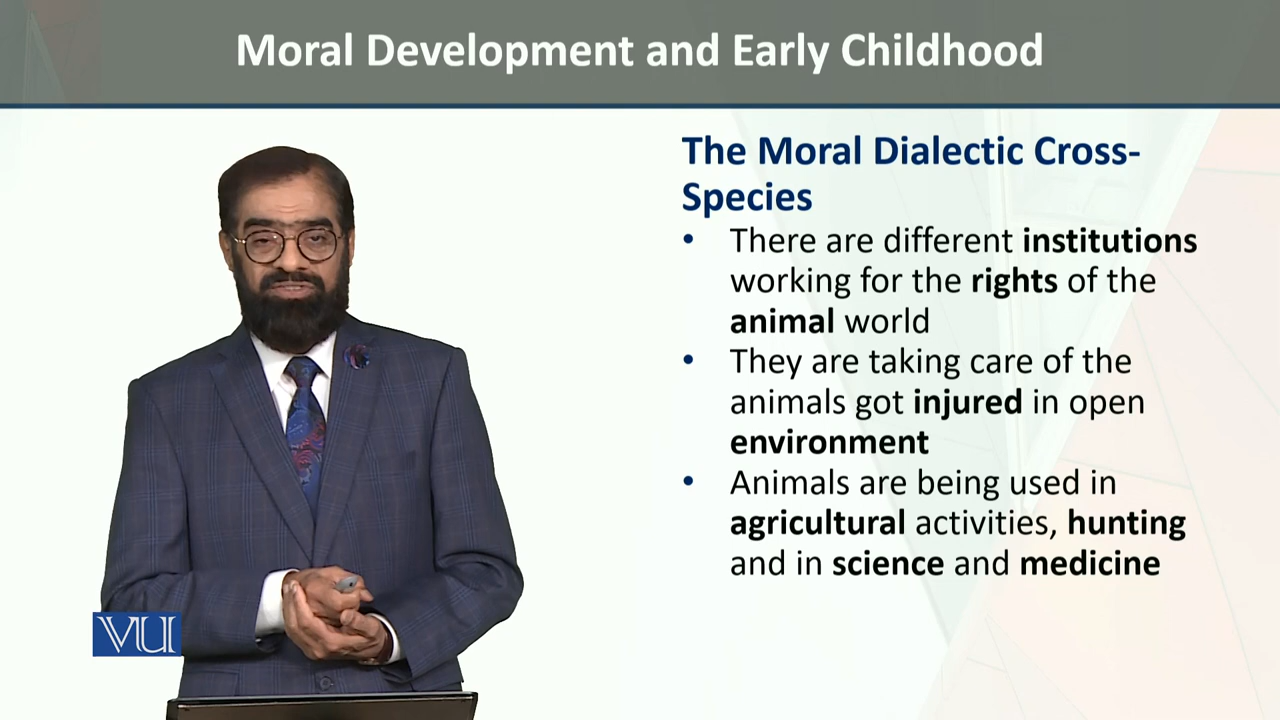 Moral Development and Early Childhood
The Moral Dialectic Cross-
Species
• There are different institutions
working for the rights of the
animal world
• They are taking care of the
animals got injured in open
environment
• Animals are being used in
agricultural activities, hunting
and in science and medicine
VU